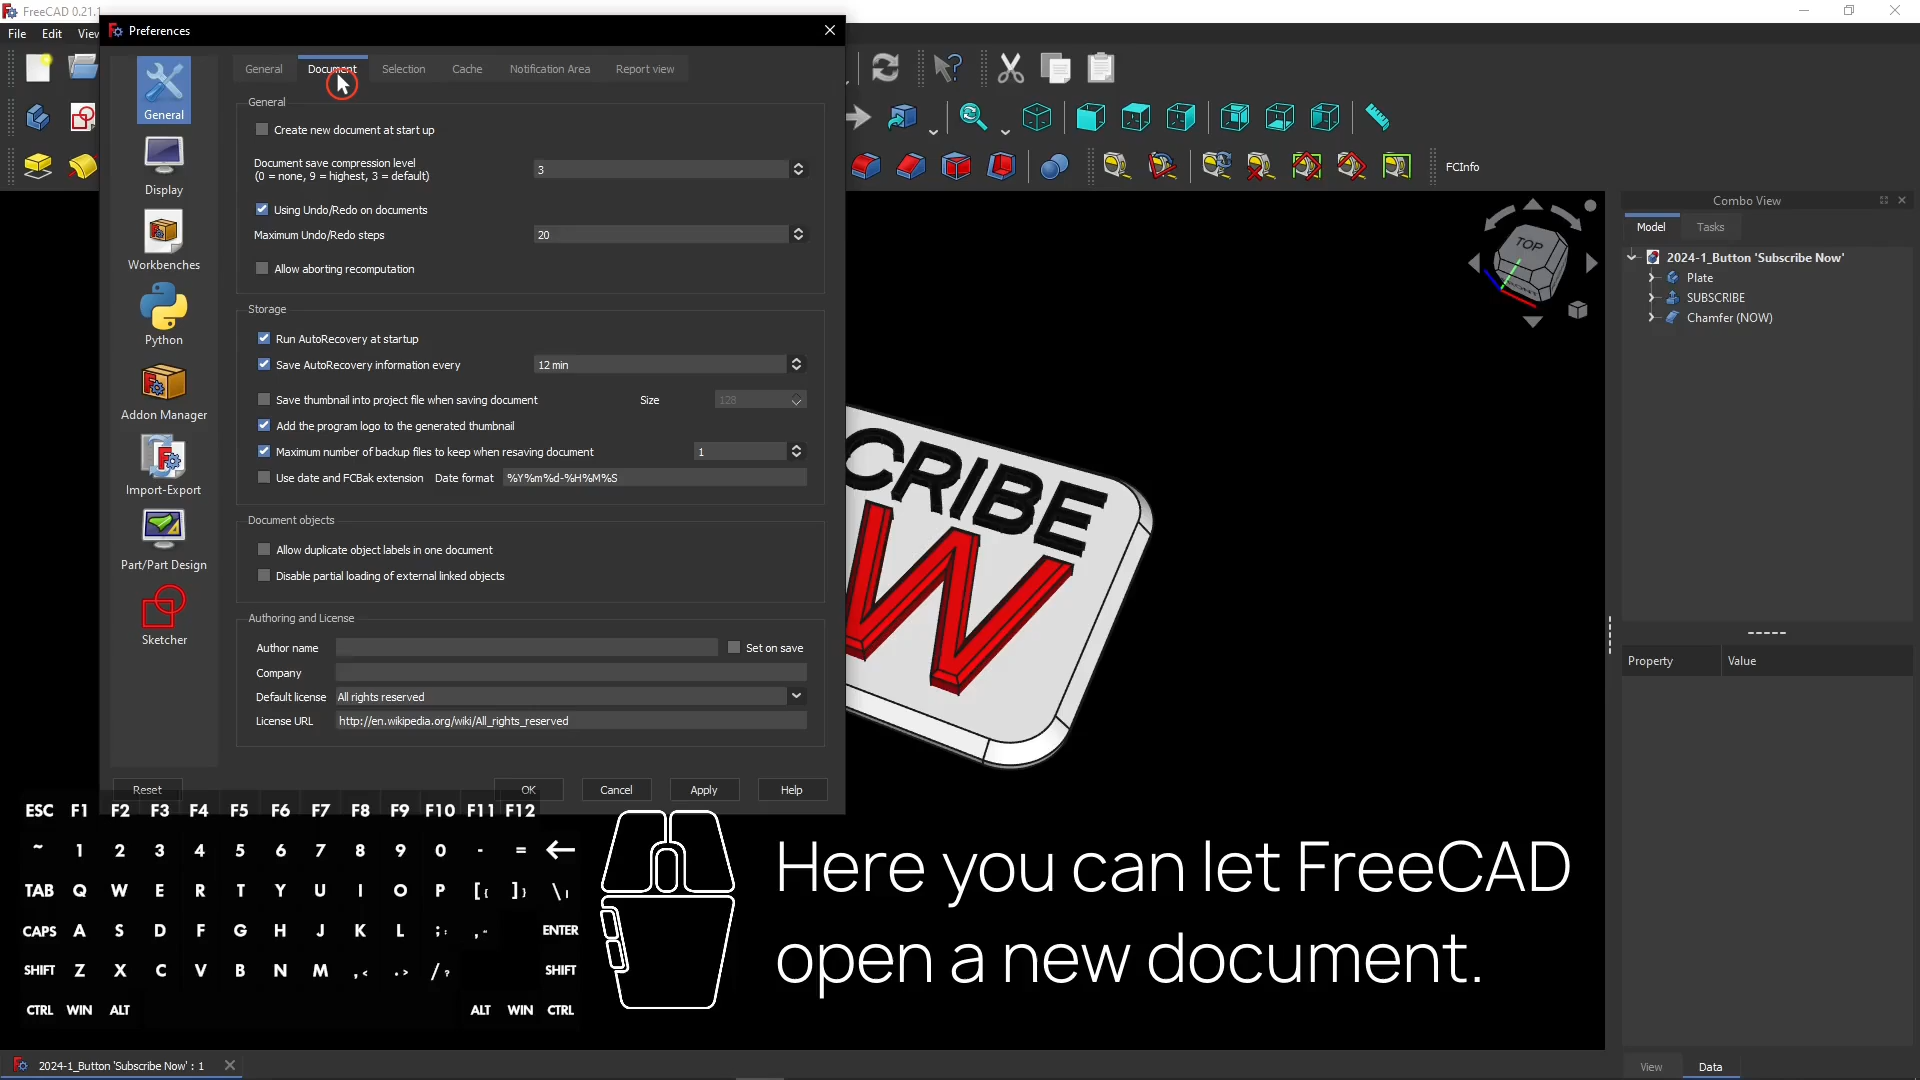 FreeCAD 0.21.1
File Edit View
Preferences
General Document Selection Cache Notification Area Report view
General
Display
Workbenches
Python
Addon Manager
Import-Export
Part/Part Design
Sketcher
General
Create new document at start up
Document save compression level
(0 = none, 9 = highest, 3 = default)
3
Using Undo/Redo on documents
Maximum Undo/Redo steps
20
Allow aborting recomputation
Storage
Run AutoRecovery at startup
Save AutoRecovery information every
12 min
Save thumbnail into project file when saving document
Size
128
Add the program logo to the generated thumbnail
Maximum number of backup files to keep when resaving document
1
Use date and FCBak extension
Date format
%Y%m%d-%H%M%S
Document objects
Allow duplicate object labels in one document
Disable partial loading of external linked objects
Authoring and License
Author name
Set on save
Company
Default license
All rights reserved
License URL
http://en.wikipedia.org/wiki/All_rights_reserved
Reset OK Cancel Apply Help
FCInfo
TOP
Combo View
Model Tasks
2024-1_Button 'Subscribe Now'
Plate
SUBSCRIBE
Chamfer (NOW)
Property Value
CRIBE
W
ESC F1 F2 F3 F4 F5 F6 F7 F8 F9 F10 F11 F12
~ 1 2 3 4 5 6 7 8 9 0 - =
TAB Q W E R T Y U I O P [{ ]} \|
CAPS A S D F G H J K L ;: ,“ ENTER
SHIFT Z X C V B N M ,< .> /? SHIFT
CTRL WIN ALT ALT WIN CTRL
Here you can let FreeCAD
open a new document.
2024-1_Button 'Subscribe Now' : 1
View Data